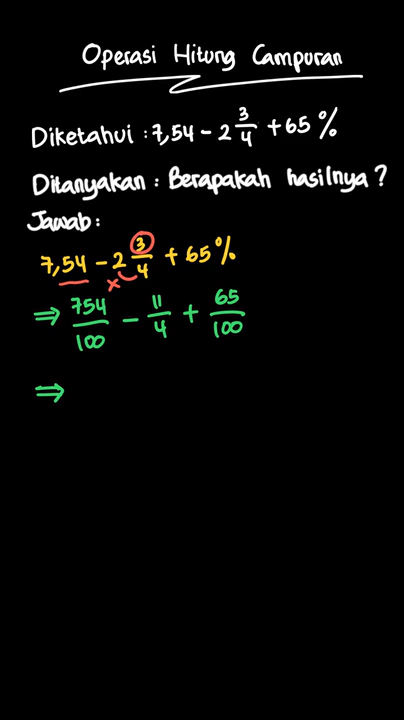 Operasi Hitung Campuran
Diketahui : 7,54 - 2 3/4 + 65 %
Ditanyakan : Berapakah hasilnya ?
Jawab :
7,54 - 2 3/4 + 65 %
x
⇒ 754/100 - 11/4 + 65/100
⇒